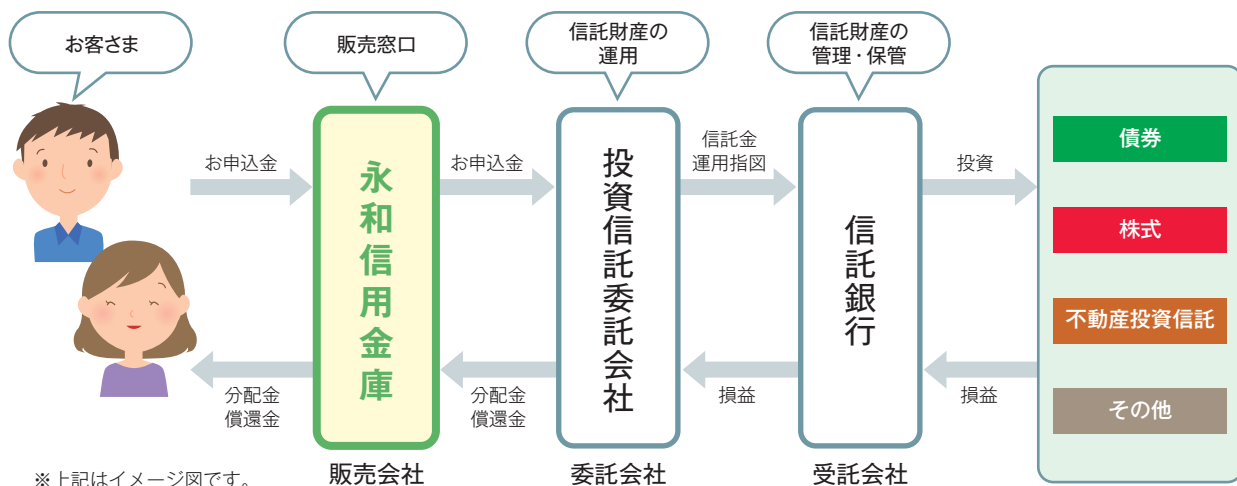 お客さま
販売窓口
信託財産の
運用
信託財産の
管理・保管
お申込金
永和信用金庫
お申込金
投資信託委託会社
信託金
運用指図
信託銀行
投資
債券
株式
不動産投資信託
その他
分配金
償還金
分配金
償還金
損益
損益
販売会社
委託会社
受託会社
※上記はイメージ図です。